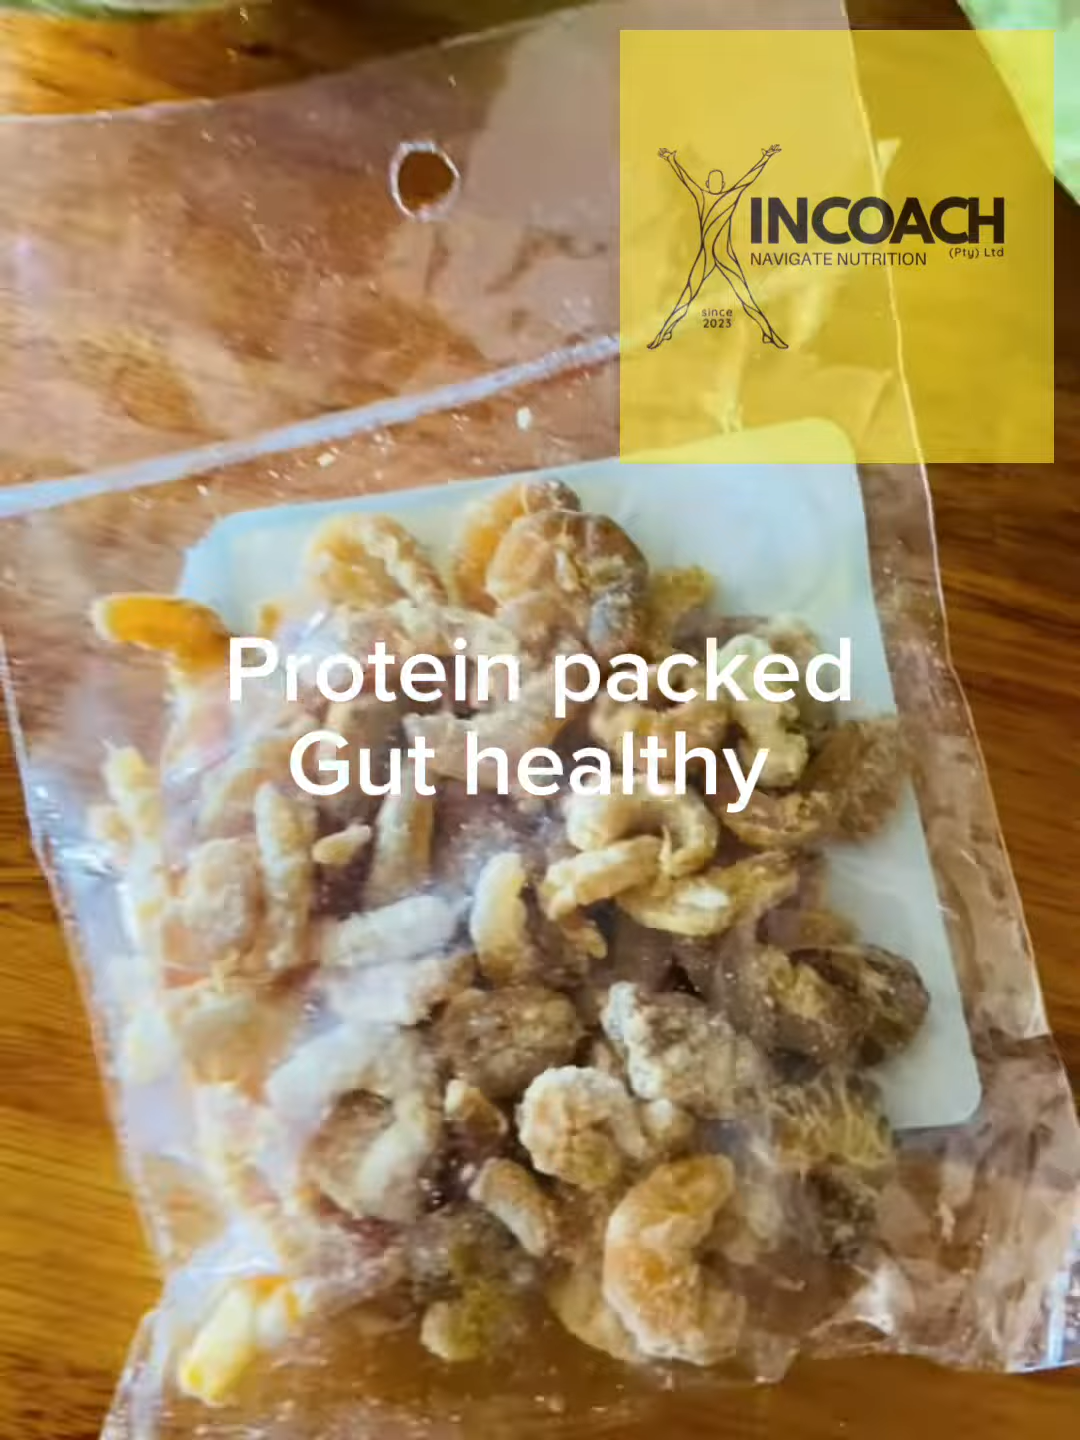 INCOACH
(Pty) Ltd
NAVIGATE NUTRITION
since
2023
Protein packed
Gut healthy